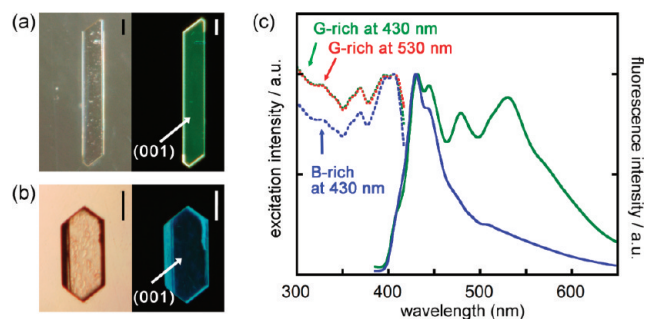 (a)
(001)
(b)
(001)
(c)
G-rich at 430 nm
G-rich at 530 nm
B-rich
at 430 nm
excitation intensity / a.u.
fluorescence intensity / a.u.
300 400 500 600
wavelength (nm)